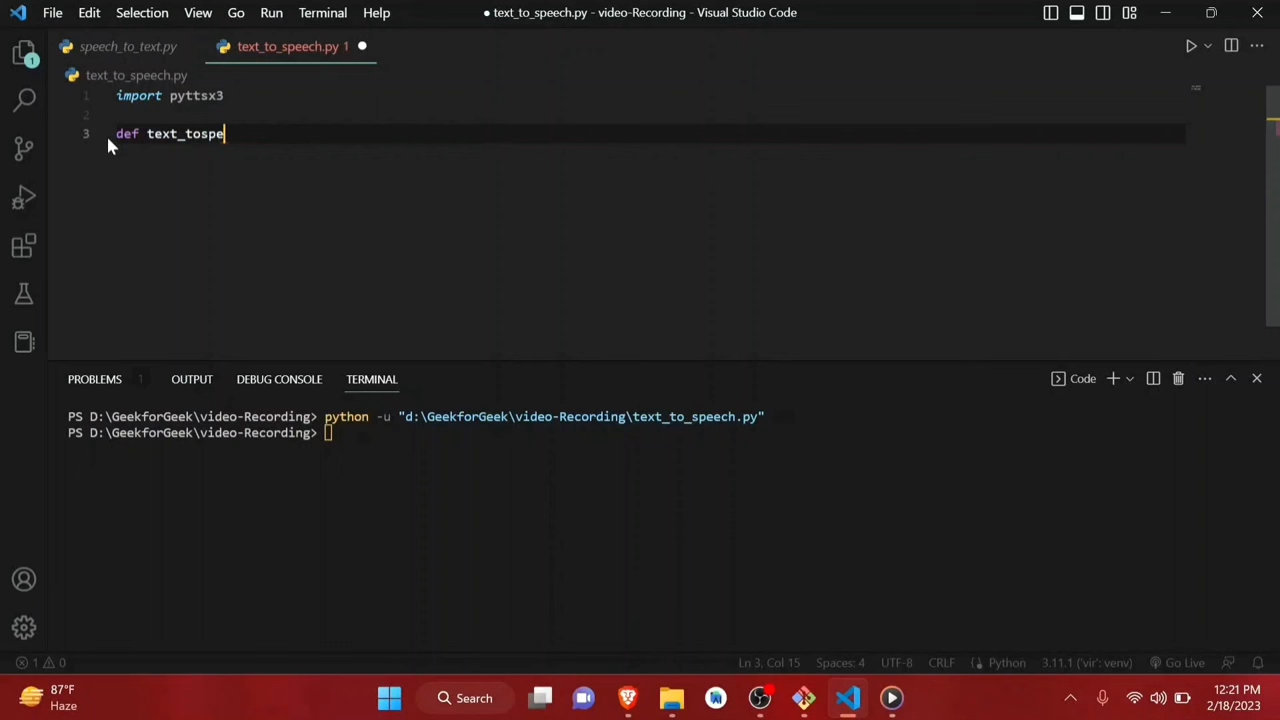 File Edit Selection View Go Run Terminal Help
● text_to_speech.py - video-Recording - Visual Studio Code
speech_to_text.py
text_to_speech.py 1 ●
text_to_speech.py
1 import pyttsx3
2
3 def text_tospe
PROBLEMS 1 OUTPUT DEBUG CONSOLE TERMINAL
Code
PS D:\GeekforGeek\video-Recording> python -u "d:\GeekforGeek\video-Recording\text_to_speech.py"
PS D:\GeekforGeek\video-Recording>
1
1 0
Ln 3, Col 15 Spaces: 4 UTF-8 CRLF Python 3.11.1 ('vir': venv) Go Live
87°F
Haze
Search
12:21 PM
2/18/2023